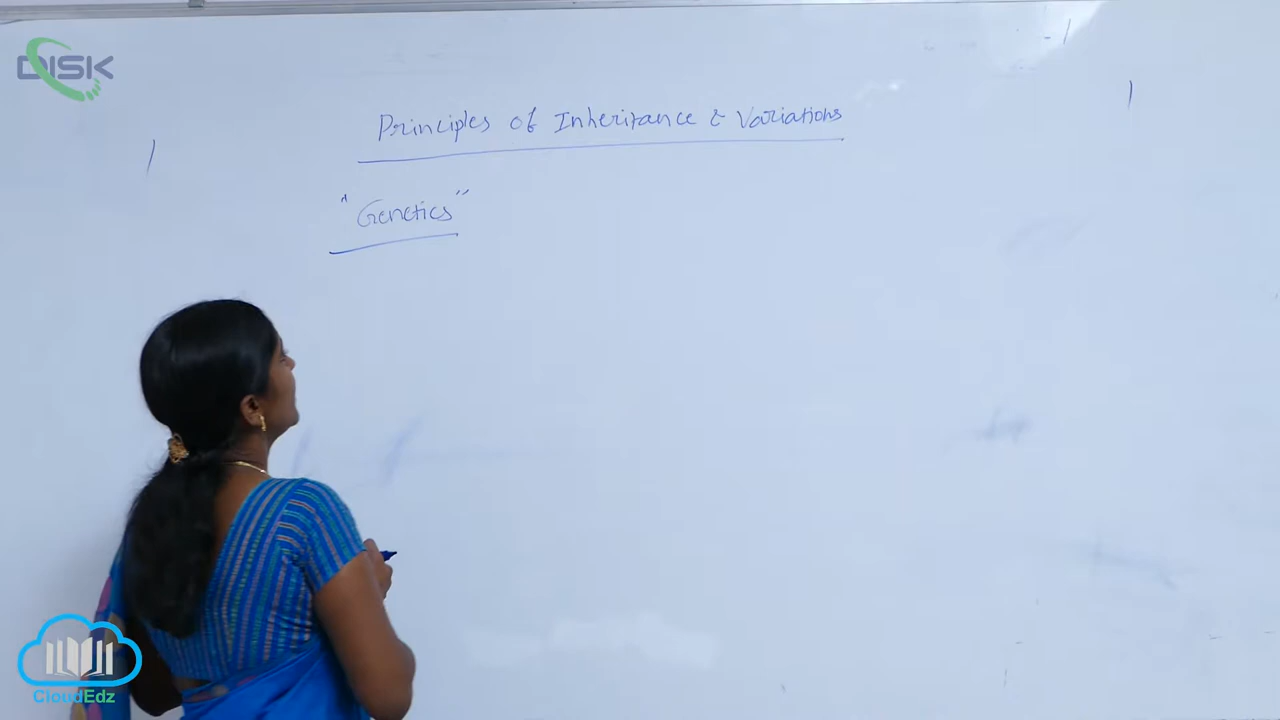 DISK
Principles of Inheritance & Variations
"Genetics"
CloudEdz